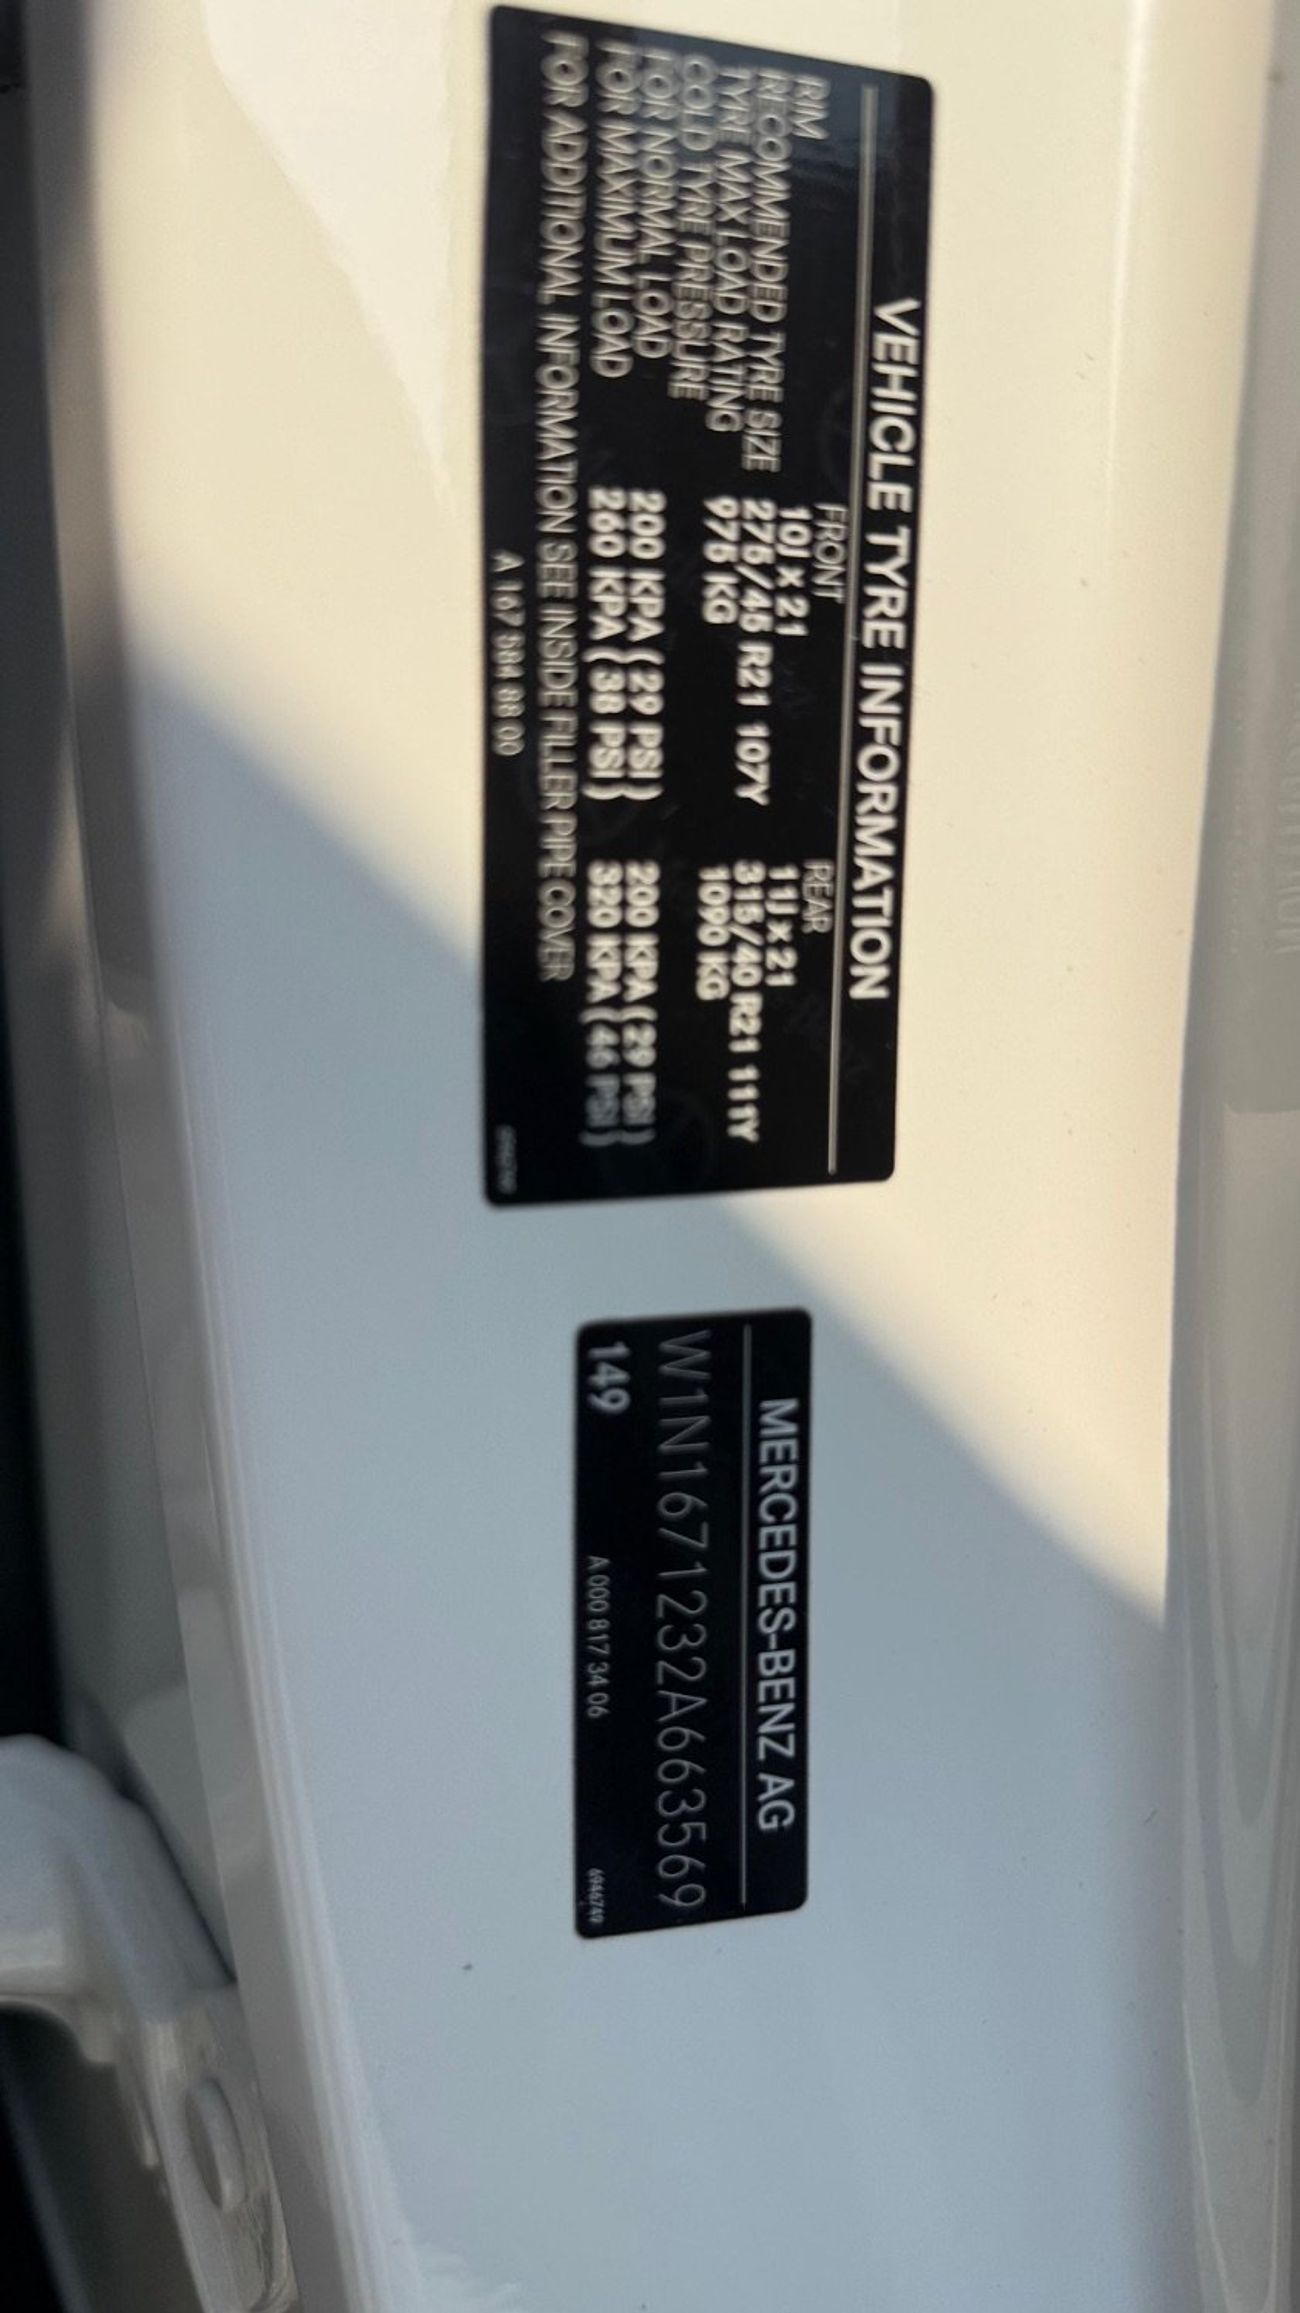 VEHICLE TYRE INFORMATION
FRONT REAR
RIM 10J x 21 11J x 21
RECOMMENDED TYRE SIZE 275/45 R21 107Y 315/40 R21 111Y
TYRE MAX LOAD RATING 975 KG 1090 KG
COLD TYRE PRESSURE
FOR NORMAL LOAD 200 KPA ( 29 PSI ) 200 KPA ( 29 PSI )
FOR MAXIMUM LOAD 260 KPA ( 38 PSI ) 320 KPA ( 46 PSI )
FOR ADDITIONAL INFORMATION SEE INSIDE FILLER PIPE COVER
A 167 584 88 00
MERCEDES-BENZ AG
W1N1671232A663569
149 A 000 817 34 06 6946749